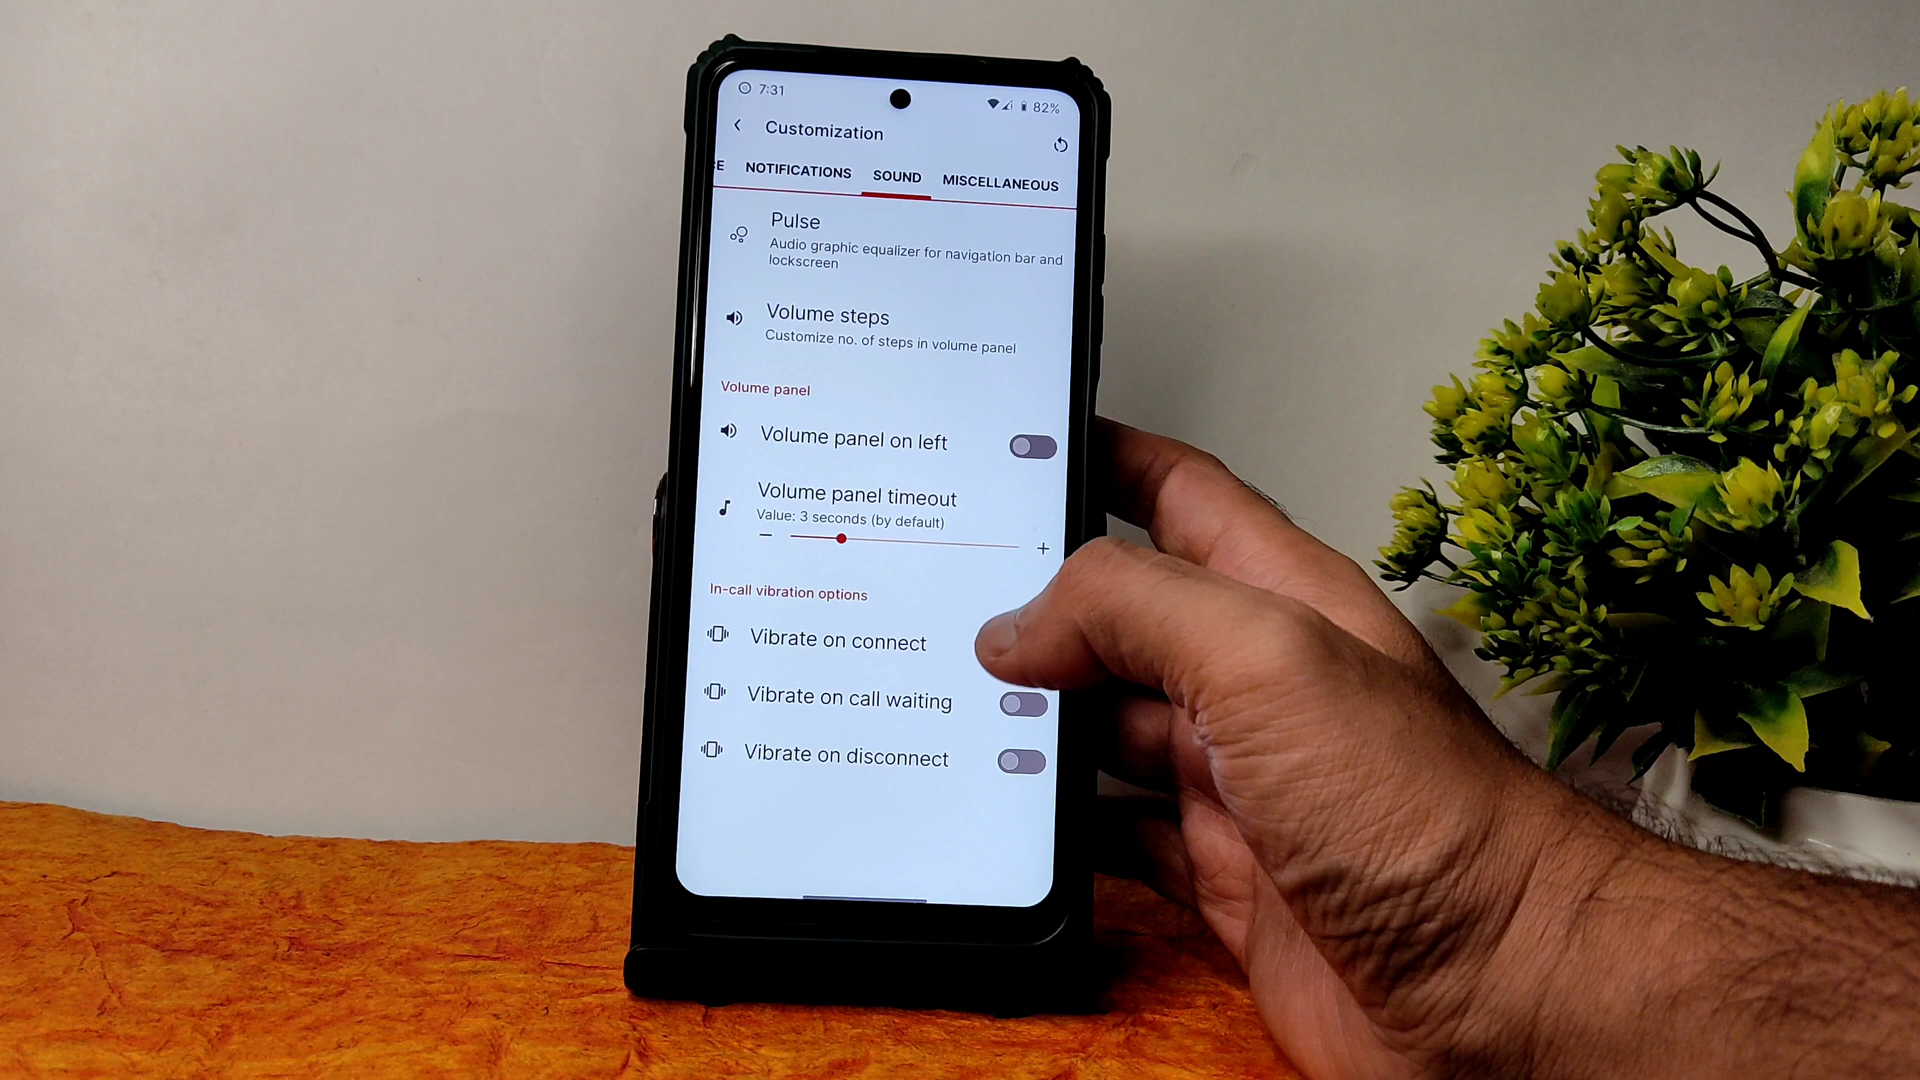 7:31
82%
Customization
E NOTIFICATIONS SOUND MISCELLANEOUS
Pulse
Audio graphic equalizer for navigation bar and
lockscreen
Volume steps
Customize no. of steps in volume panel
Volume panel
Volume panel on left
Volume panel timeout
Value: 3 seconds (by default)
− +
In-call vibration options
Vibrate on connect
Vibrate on call waiting
Vibrate on disconnect